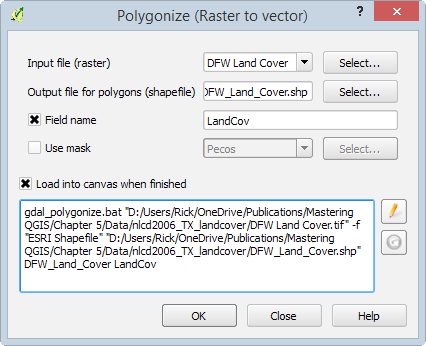 Polygonize (Raster to vector)
?
Input file (raster) DFW Land Cover Select...
Output file for polygons (shapefile) DFW_Land_Cover.shp Select...
Field name LandCov
Use mask Pecos Select...
Load into canvas when finished
gdal_polygonize.bat "D:/Users/Rick/OneDrive/Publications/Mastering
QGIS/Chapter 5/Data/nlcd2006_TX_landcover/DFW Land Cover.tif" -f
"ESRI Shapefile" "D:/Users/Rick/OneDrive/Publications/Mastering
QGIS/Chapter 5/Data/nlcd2006_TX_landcover/DFW_Land_Cover.shp"
DFW_Land_Cover LandCov
OK Close Help